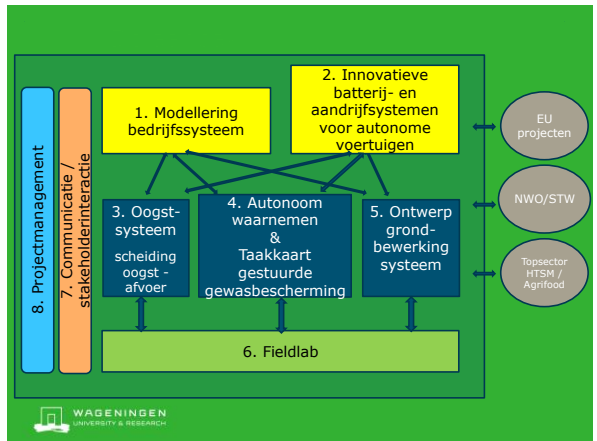 8. Projectmanagement
7. Communicatie /
stakeholderinteractie
1. Modellering
bedrijfssysteem
2. Innovatieve
batterij- en
aandrijfsystemen
voor autonome
voertuigen
3. Oogst-
systeem
scheiding
oogst -
afvoer
4. Autonoom
waarnemen
&
Taakkaart
gestuurde
gewasbescherming
5. Ontwerp
grond-
bewerking
systeem
6. Fieldlab
EU
projecten
NWO/STW
Topsector
HTSM /
Agrifood
WAGENINGEN
UNIVERSITY & RESEARCH